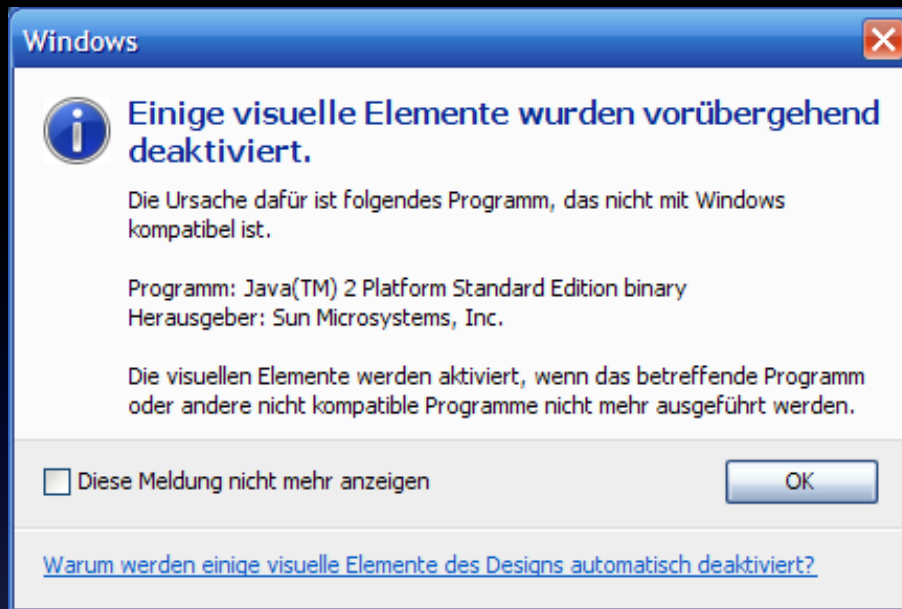 Windows
Einige visuelle Elemente wurden vorübergehend
deaktiviert.
Die Ursache dafür ist folgendes Programm, das nicht mit Windows
kompatibel ist.
Programm: Java(TM) 2 Platform Standard Edition binary
Herausgeber: Sun Microsystems, Inc.
Die visuellen Elemente werden aktiviert, wenn das betreffende Programm
oder andere nicht kompatible Programme nicht mehr ausgeführt werden.
Diese Meldung nicht mehr anzeigen
OK
Warum werden einige visuelle Elemente des Designs automatisch deaktiviert?